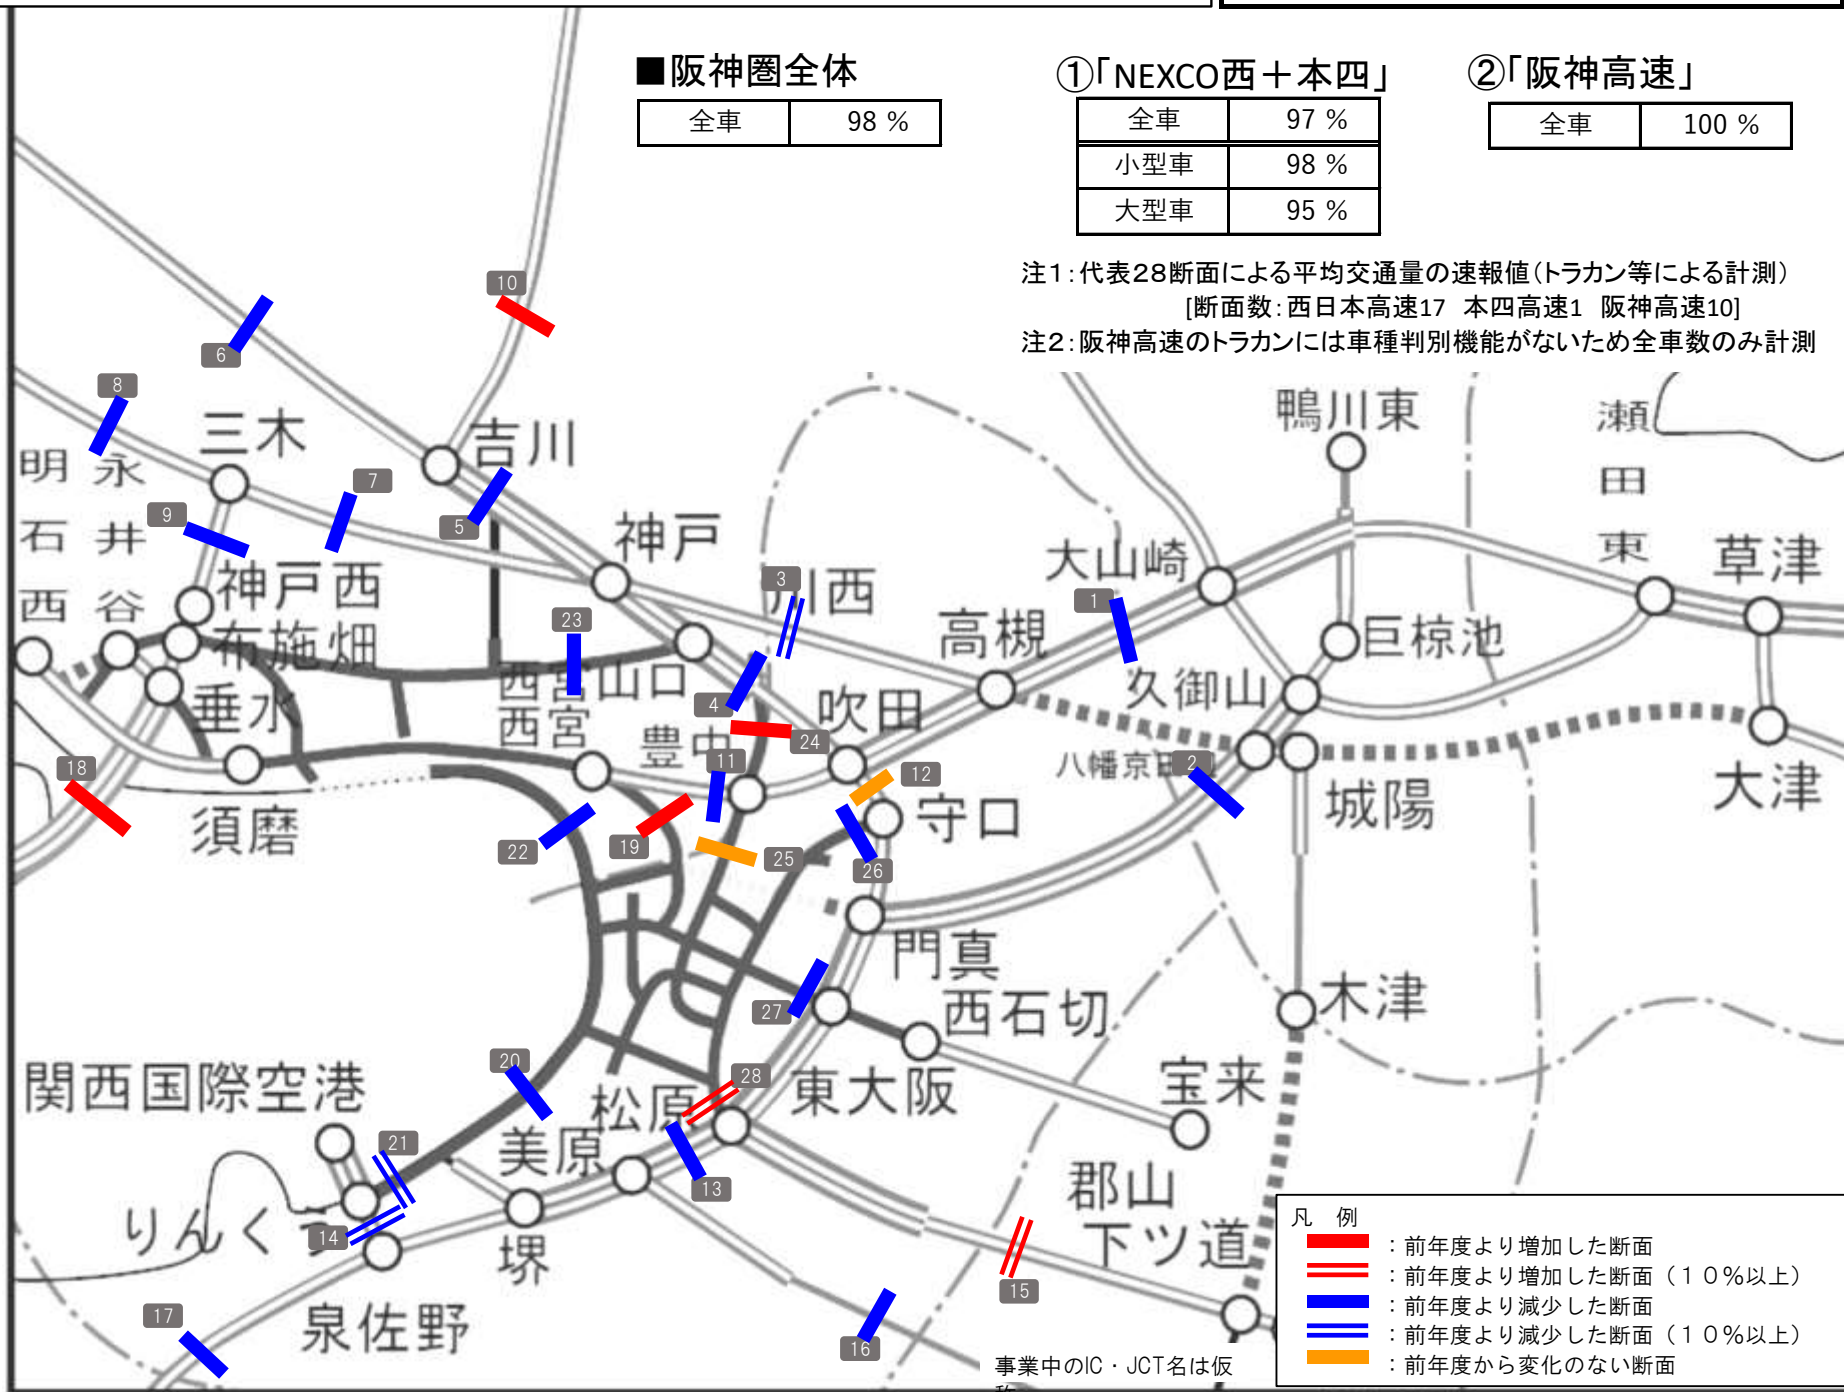 ■阪神圏全体
全車 98 %
①「NEXCO西＋本四」
全車 97 %
小型車 98 %
大型車 95 %
②「阪神高速」
全車 100 %
注1：代表28断面による平均交通量の速報値（トラカン等による計測）
[断面数：西日本高速17 本四高速1 阪神高速10]
注2：阪神高速のトラカンには車種判別機能がないため全車数のみ計測
10
6
8
三木
吉川
鴨川東
瀬田東
明石西
永井谷
7
9
5
神戸
大山崎
草津
神戸西
3
川西
1
23
高槻
巨椋池
布施畑
西宮山口
久御山
垂水
4
吹田
西宮
豊中
24
18
11
12
八幡京田
2
大津
須磨
守口
城陽
22
19
25
26
門真
27
西石切
木津
20
28
宝来
関西国際空港
松原
東大阪
21
美原
13
郡山
下ツ道
りんくう
14
堺
15
17
泉佐野
16
事業中のIC・JCT名は仮
称
凡 例
：前年度より増加した断面
：前年度より増加した断面（１０％以上）
：前年度より減少した断面
：前年度より減少した断面（１０％以上）
：前年度から変化のない断面